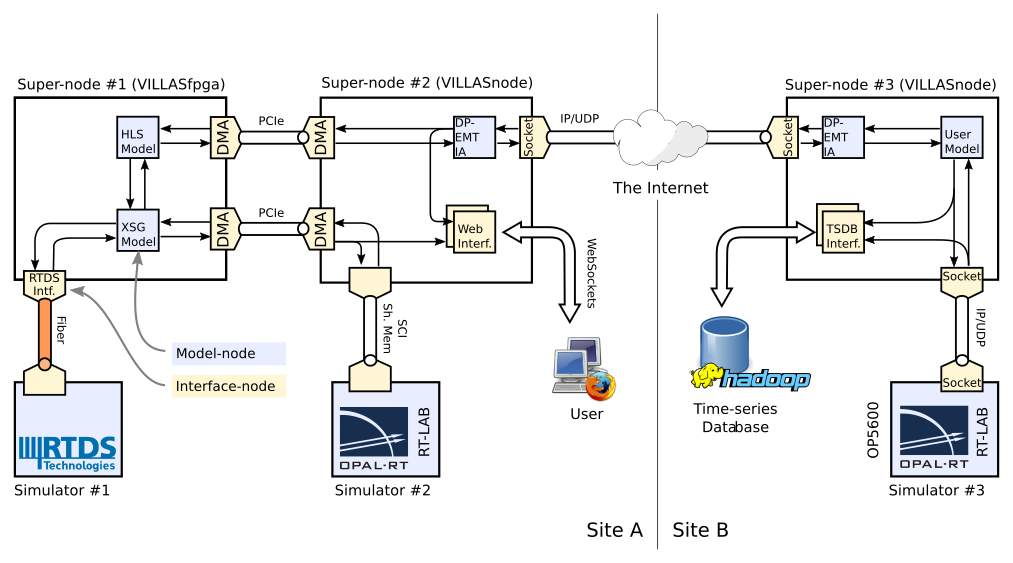 Super-node #1 (VILLASfpga)
Super-node #2 (VILLASnode)
Super-node #3 (VILLASnode)
HLS
Model
DMA
PCIe
DMA
DP-
EMT
IA
Socket
IP/UDP
The Internet
Socket
DP-
EMT
IA
User
Model
XSG
Model
DMA
PCIe
DMA
Web
Interf.
WebSockets
TSDB
Interf.
RTDS
Intf.
Fiber
SCI
Sh. Mem
Socket
IP/UDP
Socket
Model-node
Interface-node
User
hadoop
Time-series
Database
RTDS
Technologies
Simulator #1
OPAL-RT
RT-LAB
Simulator #2
OP5600
OPAL-RT
RT-LAB
Simulator #3
Site A
Site B